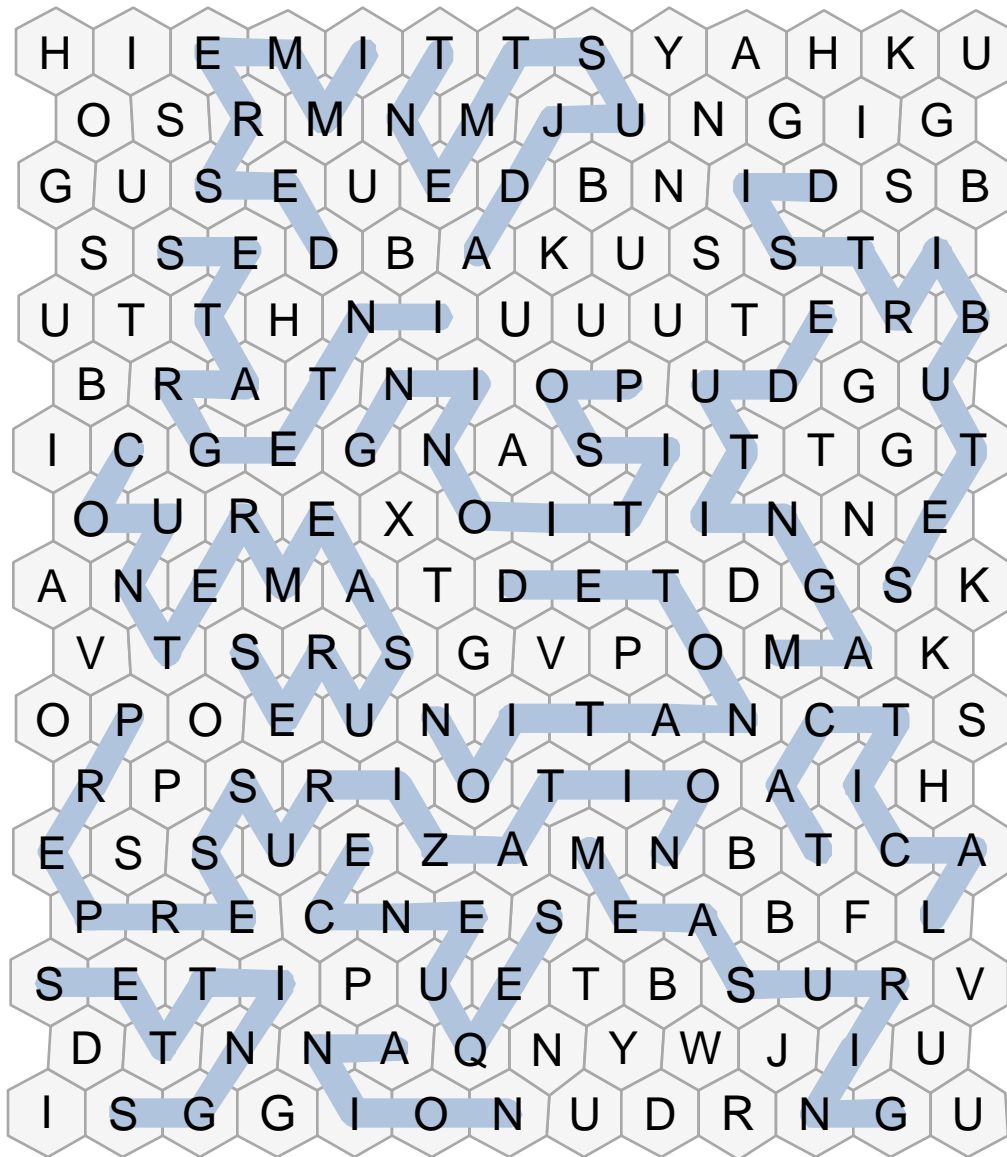 H I E M I T T S Y A H K U
O S R M N M J U N G I G
G U S E U E D B N I D S B
S S E D B A K U S S T I
U T T H N I U U U T E R B
B R A T N I O P U D G U
I C G E G N A S I T T G T
O U R E X O I T I N N E
A N E M A T D E T D G S K
V T S R S G V P O M A K
O P O E U N I T A N C T S
R P S R I O T I O A I H
E S S U E Z A M N B T C A
P R E C N E S E A B F L
S E T I P U E T B S U R V
D T N N A Q N Y W J I U
I S G G I O N U D R N G U